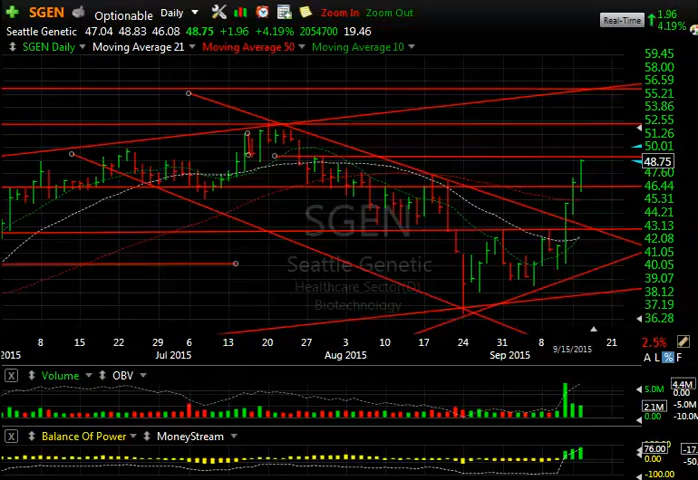 SGEN Optionable Daily Zoom In Zoom Out Real-Time 1.96
4.19%
Seattle Genetic 47.04 48.83 46.08 48.75 +1.96 +4.19% 2054700 19.46
SGEN Daily Moving Average 21 Moving Average 50 Moving Average 10
59.45
58.00
56.59
55.21
53.86
52.55
51.26
50.01
48.75
47.60
46.44
45.31
44.21
43.13
42.08
41.05
40.05
39.07
38.12
37.19
36.28
SGEN
Seattle Genetic
Healthcare Sector(D)
Biotechnology
8 15 22 29 6 13 20 27 3 10 17 24 31 8 21 2.5%
2015 Jul 2015 Aug 2015 Sep 2015 9/15/2015 A L % F
X Volume OBV
5.0M 4.4M
0.00
2.1M -5.0M
0.00 -10.0M
X Balance Of Power MoneyStream
76.00 -17.
0.00 -50.
-100.00